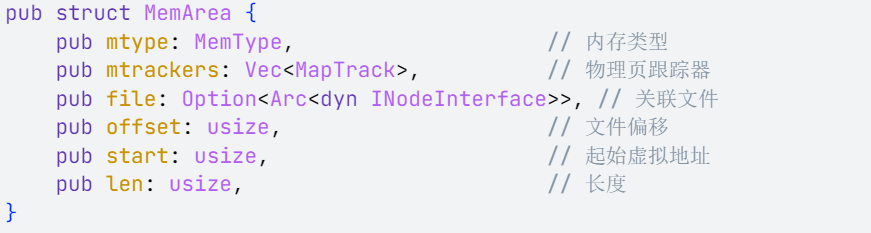 pub struct MemArea {
    pub mtype: MemType,                   // 内存类型
    pub mtrackers: Vec<MapTrack>,         // 物理页跟踪器
    pub file: Option<Arc<dyn INodeInterface>>, // 关联文件
    pub offset: usize,                    // 文件偏移
    pub start: usize,                     // 起始虚拟地址
    pub len: usize,                       // 长度
}